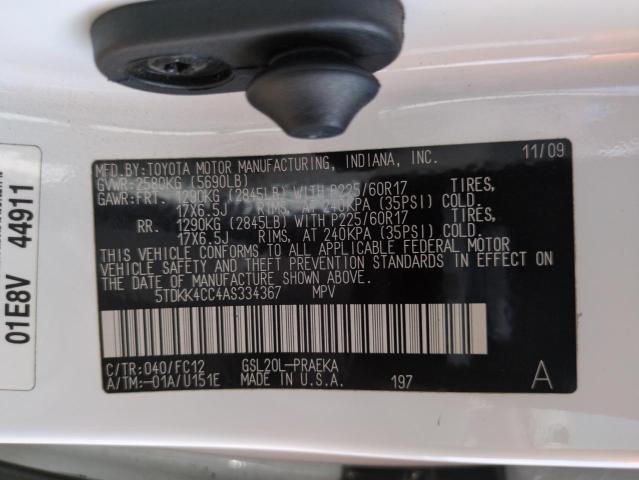 MFD.BY:TOYOTA MOTOR MANUFACTURING, INDIANA, INC. 11/09
GVWR:2580KG (5690LB)
GAWR:FRT. 1290KG (2845LB) WITH P225/60R17 TIRES,
17X6.5J RIMS, AT 240KPA (35PSI) COLD.
RR. 1290KG (2845LB) WITH P225/60R17 TIRES,
17X6.5J RIMS, AT 240KPA (35PSI) COLD.
THIS VEHICLE CONFORMS TO ALL APPLICABLE FEDERAL MOTOR
VEHICLE SAFETY AND THEFT PREVENTION STANDARDS IN EFFECT ON
THE DATE OF MANUFACTURE SHOWN ABOVE.
5TDKK4CC4AS334367 MPV
C/TR:040/FC12 GSL20L-PRAEKA
A/TM:-01A/U151E MADE IN U.S.A. 197 A
01E8V 44911